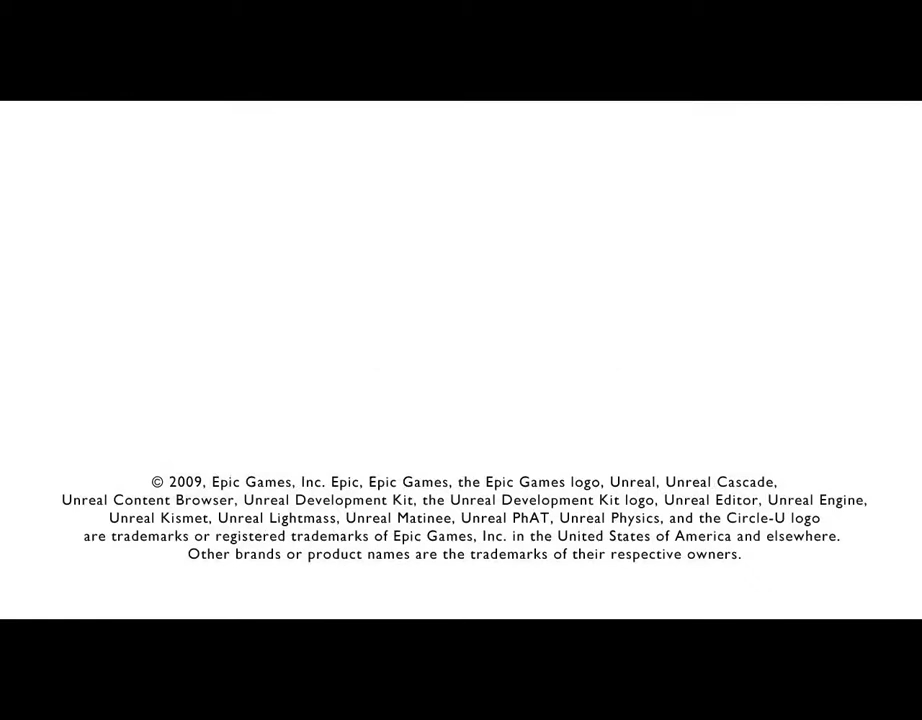 © 2009, Epic Games, Inc. Epic, Epic Games, the Epic Games logo, Unreal, Unreal Cascade,
Unreal Content Browser, Unreal Development Kit, the Unreal Development Kit logo, Unreal Editor, Unreal Engine,
Unreal Kismet, Unreal Lightmass, Unreal Matinee, Unreal PhAT, Unreal Physics, and the Circle-U logo
are trademarks or registered trademarks of Epic Games, Inc. in the United States of America and elsewhere.
Other brands or product names are the trademarks of their respective owners.